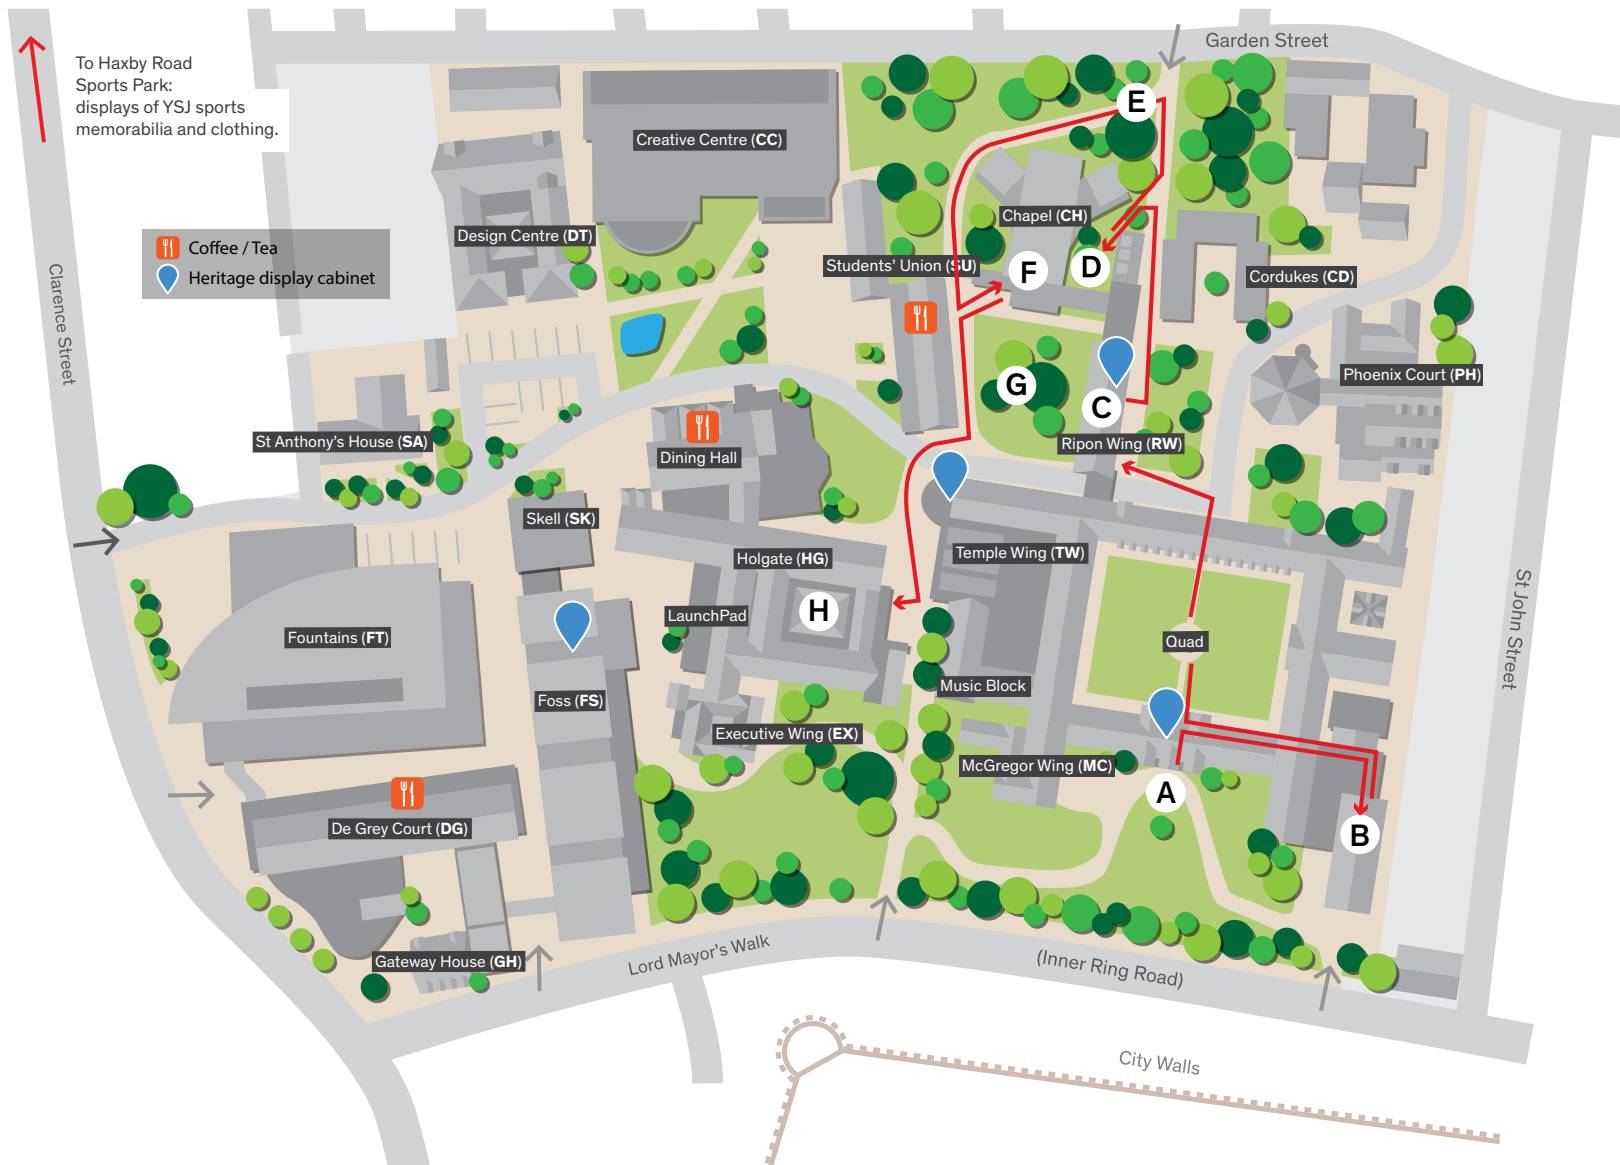 Garden Street
To Haxby Road
Sports Park:
displays of YSJ sports
memorabilia and clothing.
E
Creative Centre (CC)
Chapel (CH)
Design Centre (DT)
Coffee / Tea
Heritage display cabinet
Students' Union (SU)
F
D
Cordukes (CD)
Clarence Street
Phoenix Court (PH)
G
C
St Anthony's House (SA)
Dining Hall
Ripon Wing (RW)
Skell (SK)
Holgate (HG)
Temple Wing (TW)
LaunchPad
H
Fountains (FT)
Quad
St John Street
Foss (FS)
Music Block
Executive Wing (EX)
McGregor Wing (MC)
A
De Grey Court (DG)
B
Gateway House (GH)
Lord Mayor's Walk
(Inner Ring Road)
City Walls